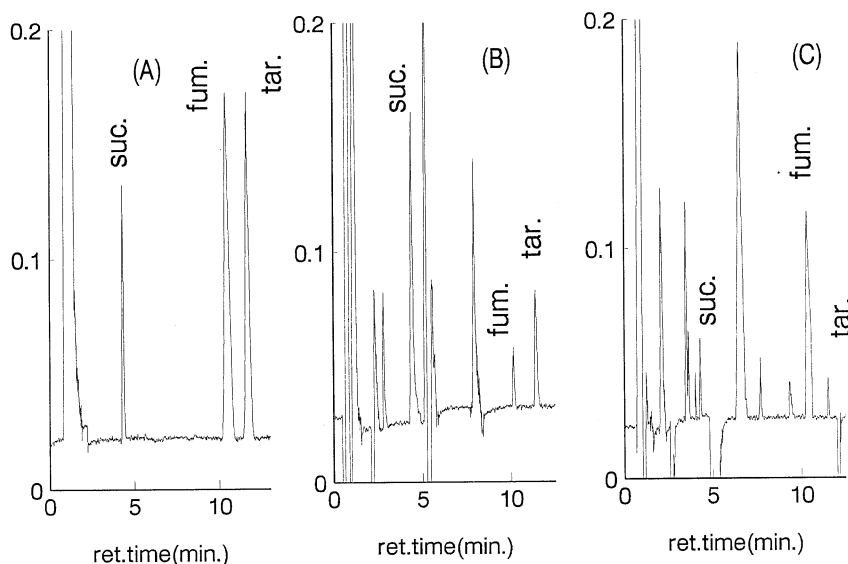 0.2
(A)
suc.
fum.
tar.
0.1
0
0
5
10
ret.time(min.)
0.2
(B)
suc.
fum.
tar.
0.1
0
0
5
10
ret.time(min.)
0.2
(C)
suc.
fum.
tar.
0.1
0
0
5
10
ret.time(min.)